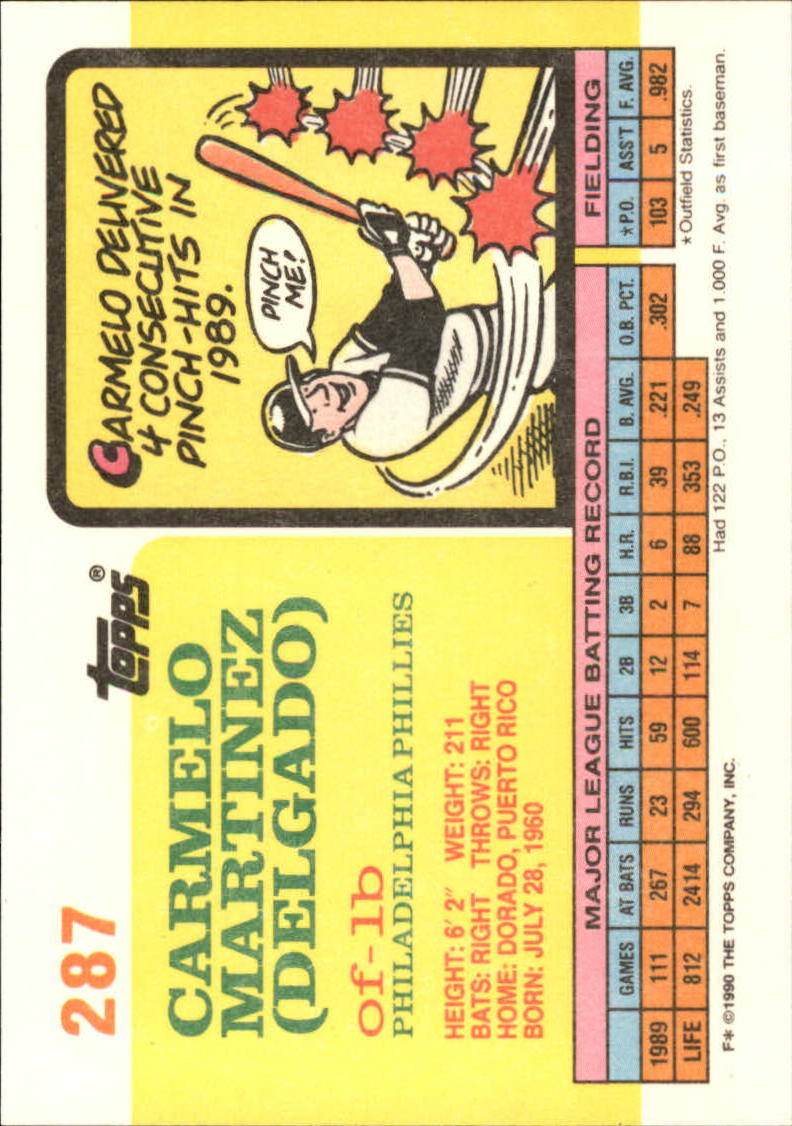 287
topps®
CARMELO
MARTINEZ
(DELGADO)
of-1b
PHILADELPHIA PHILLIES
HEIGHT: 6' 2" WEIGHT: 211
BATS: RIGHT THROWS: RIGHT
HOME: DORADO, PUERTO RICO
BORN: JULY 28, 1960
CARMELO DELIVERED
4 CONSECUTIVE
PINCH-HITS IN
1989.
PINCH
ME!
MAJOR LEAGUE BATTING RECORD FIELDING
GAMES AT BATS RUNS HITS 2B 3B H.R. R.B.I. B. AVG. O.B. PCT. ★P.O. ASS'T F. AVG.
1989 111 267 23 59 12 2 6 39 .221 .302 103 5 .982
LIFE 812 2414 294 600 114 7 88 353 .249
★Outfield Statistics.
Had 122 P.O., 13 Assists and 1.000 F. Avg. as first baseman.
F✻ ©1990 THE TOPPS COMPANY, INC.